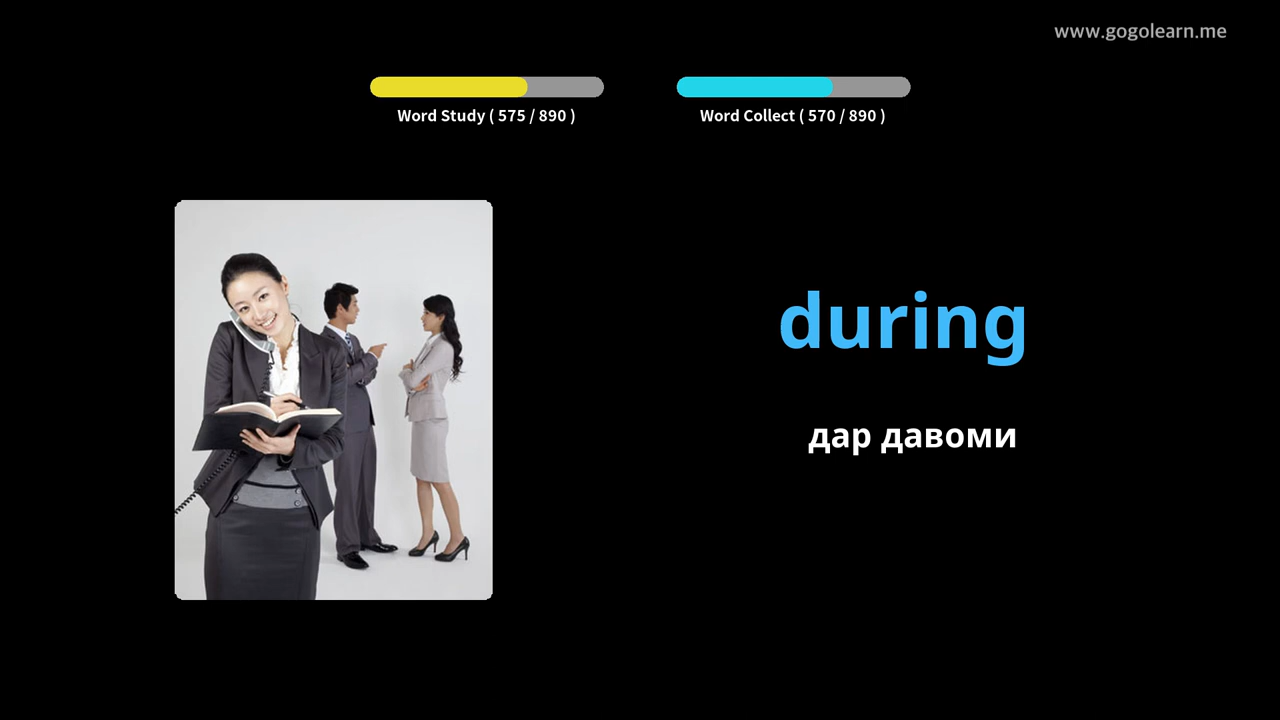 www.gogolearn.me
Word Study ( 575 / 890 )
Word Collect ( 570 / 890 )
during
дар давоми